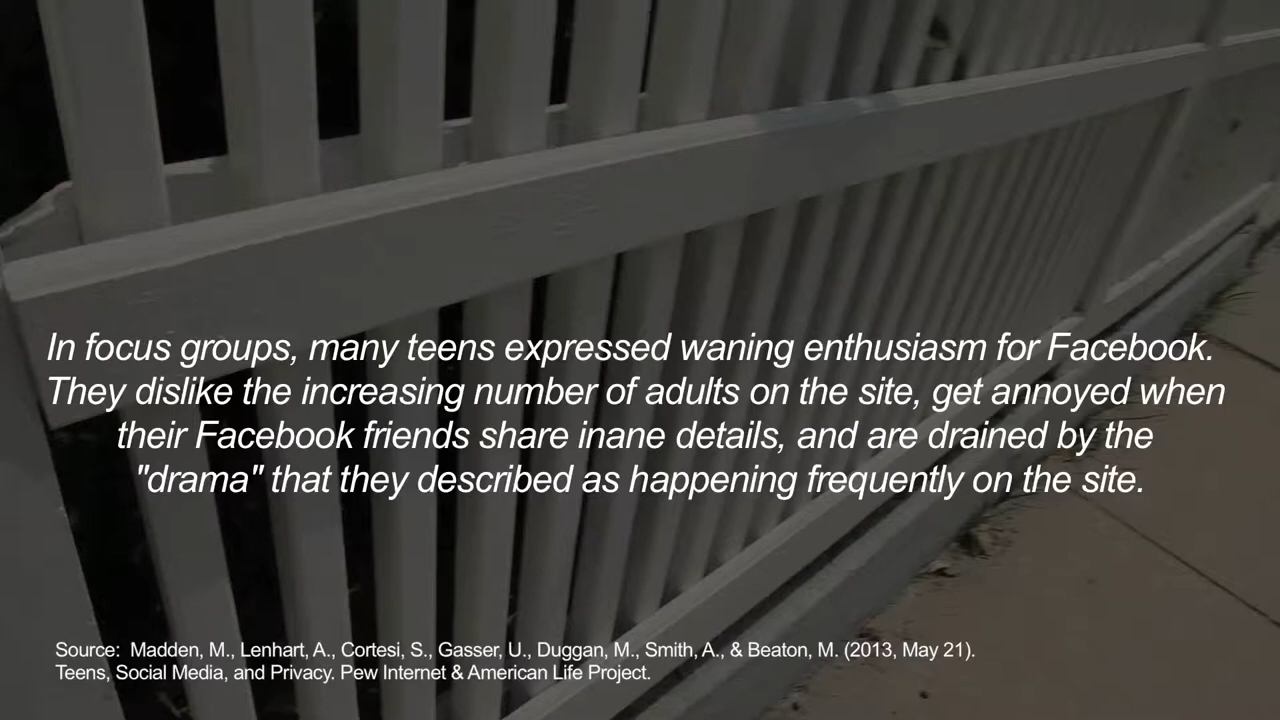 In focus groups, many teens expressed waning enthusiasm for Facebook.
They dislike the increasing number of adults on the site, get annoyed when
their Facebook friends share inane details, and are drained by the
"drama" that they described as happening frequently on the site.
Source:  Madden, M., Lenhart, A., Cortesi, S., Gasser, U., Duggan, M., Smith, A., & Beaton, M. (2013, May 21).
Teens, Social Media, and Privacy. Pew Internet & American Life Project.